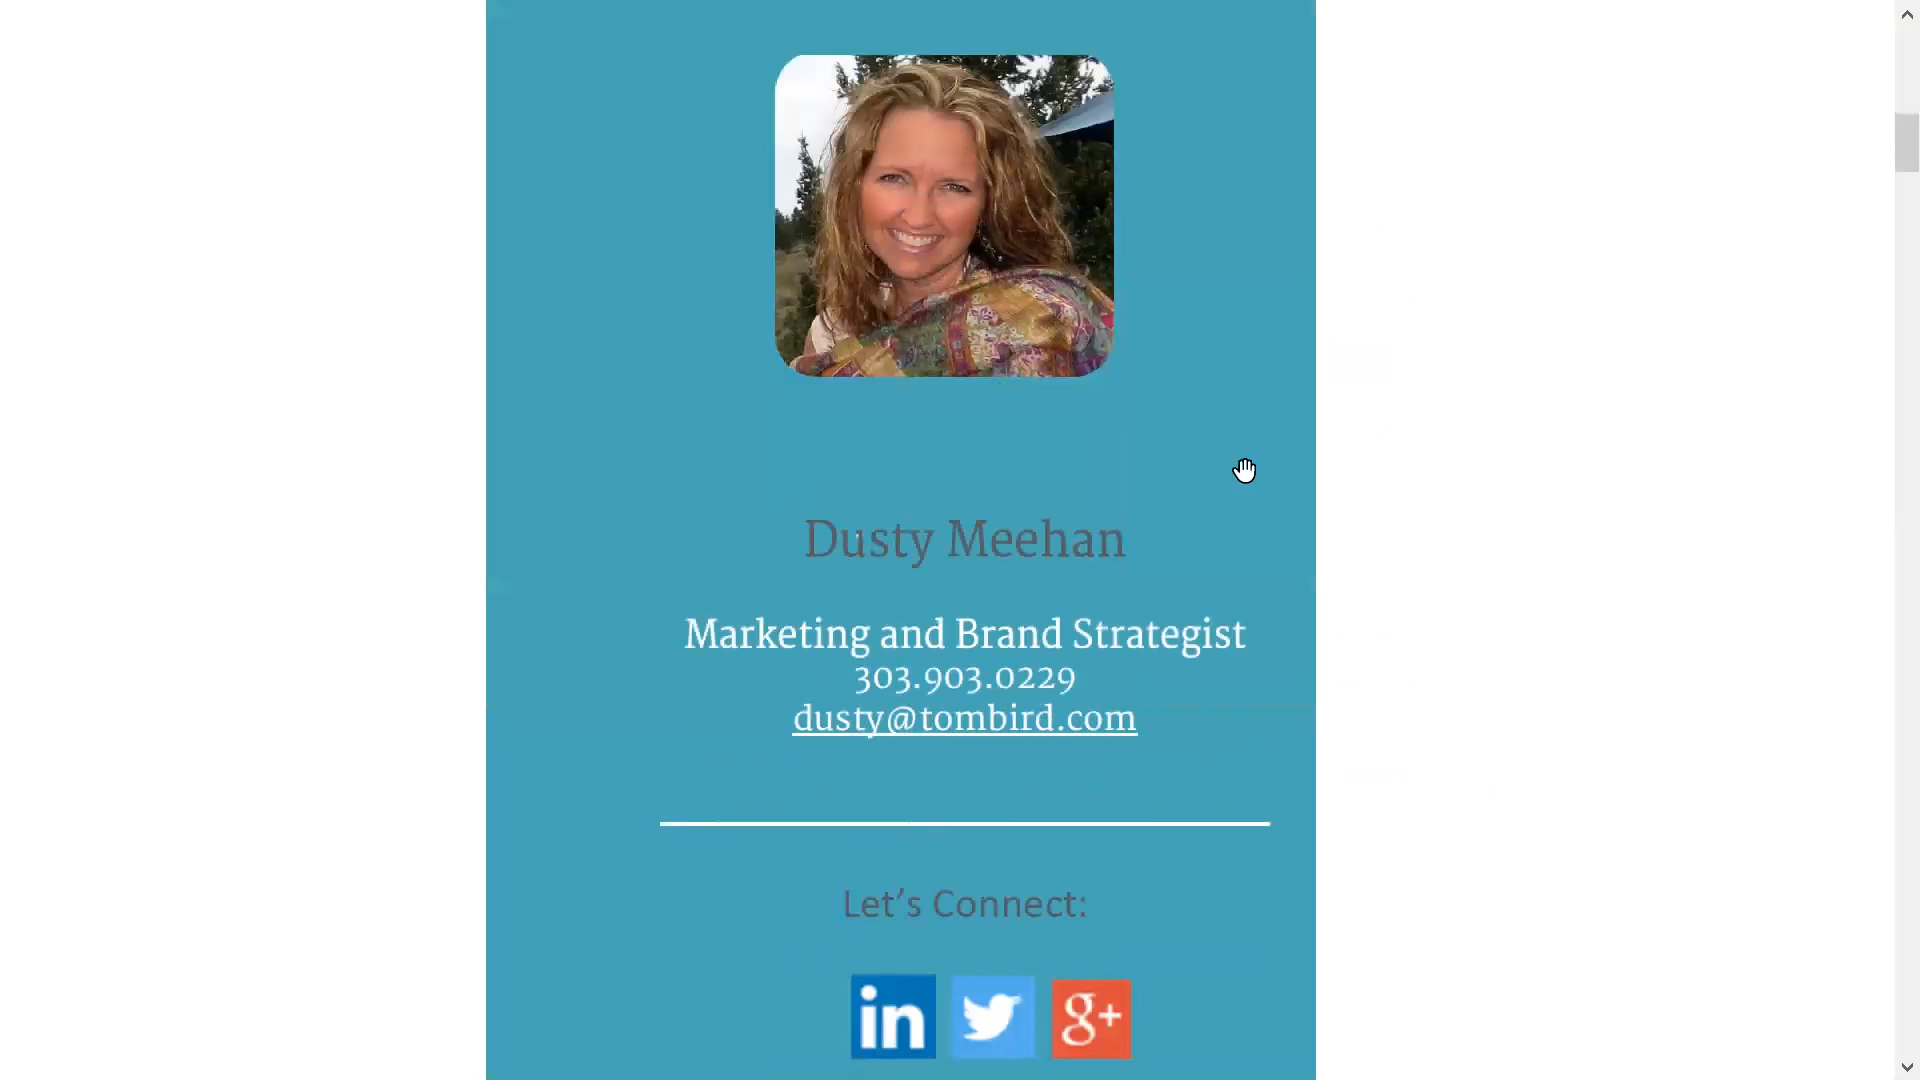 Dusty Meehan
Marketing and Brand Strategist
303.903.0229
dusty@tombird.com
Let’s Connect:
in
g+